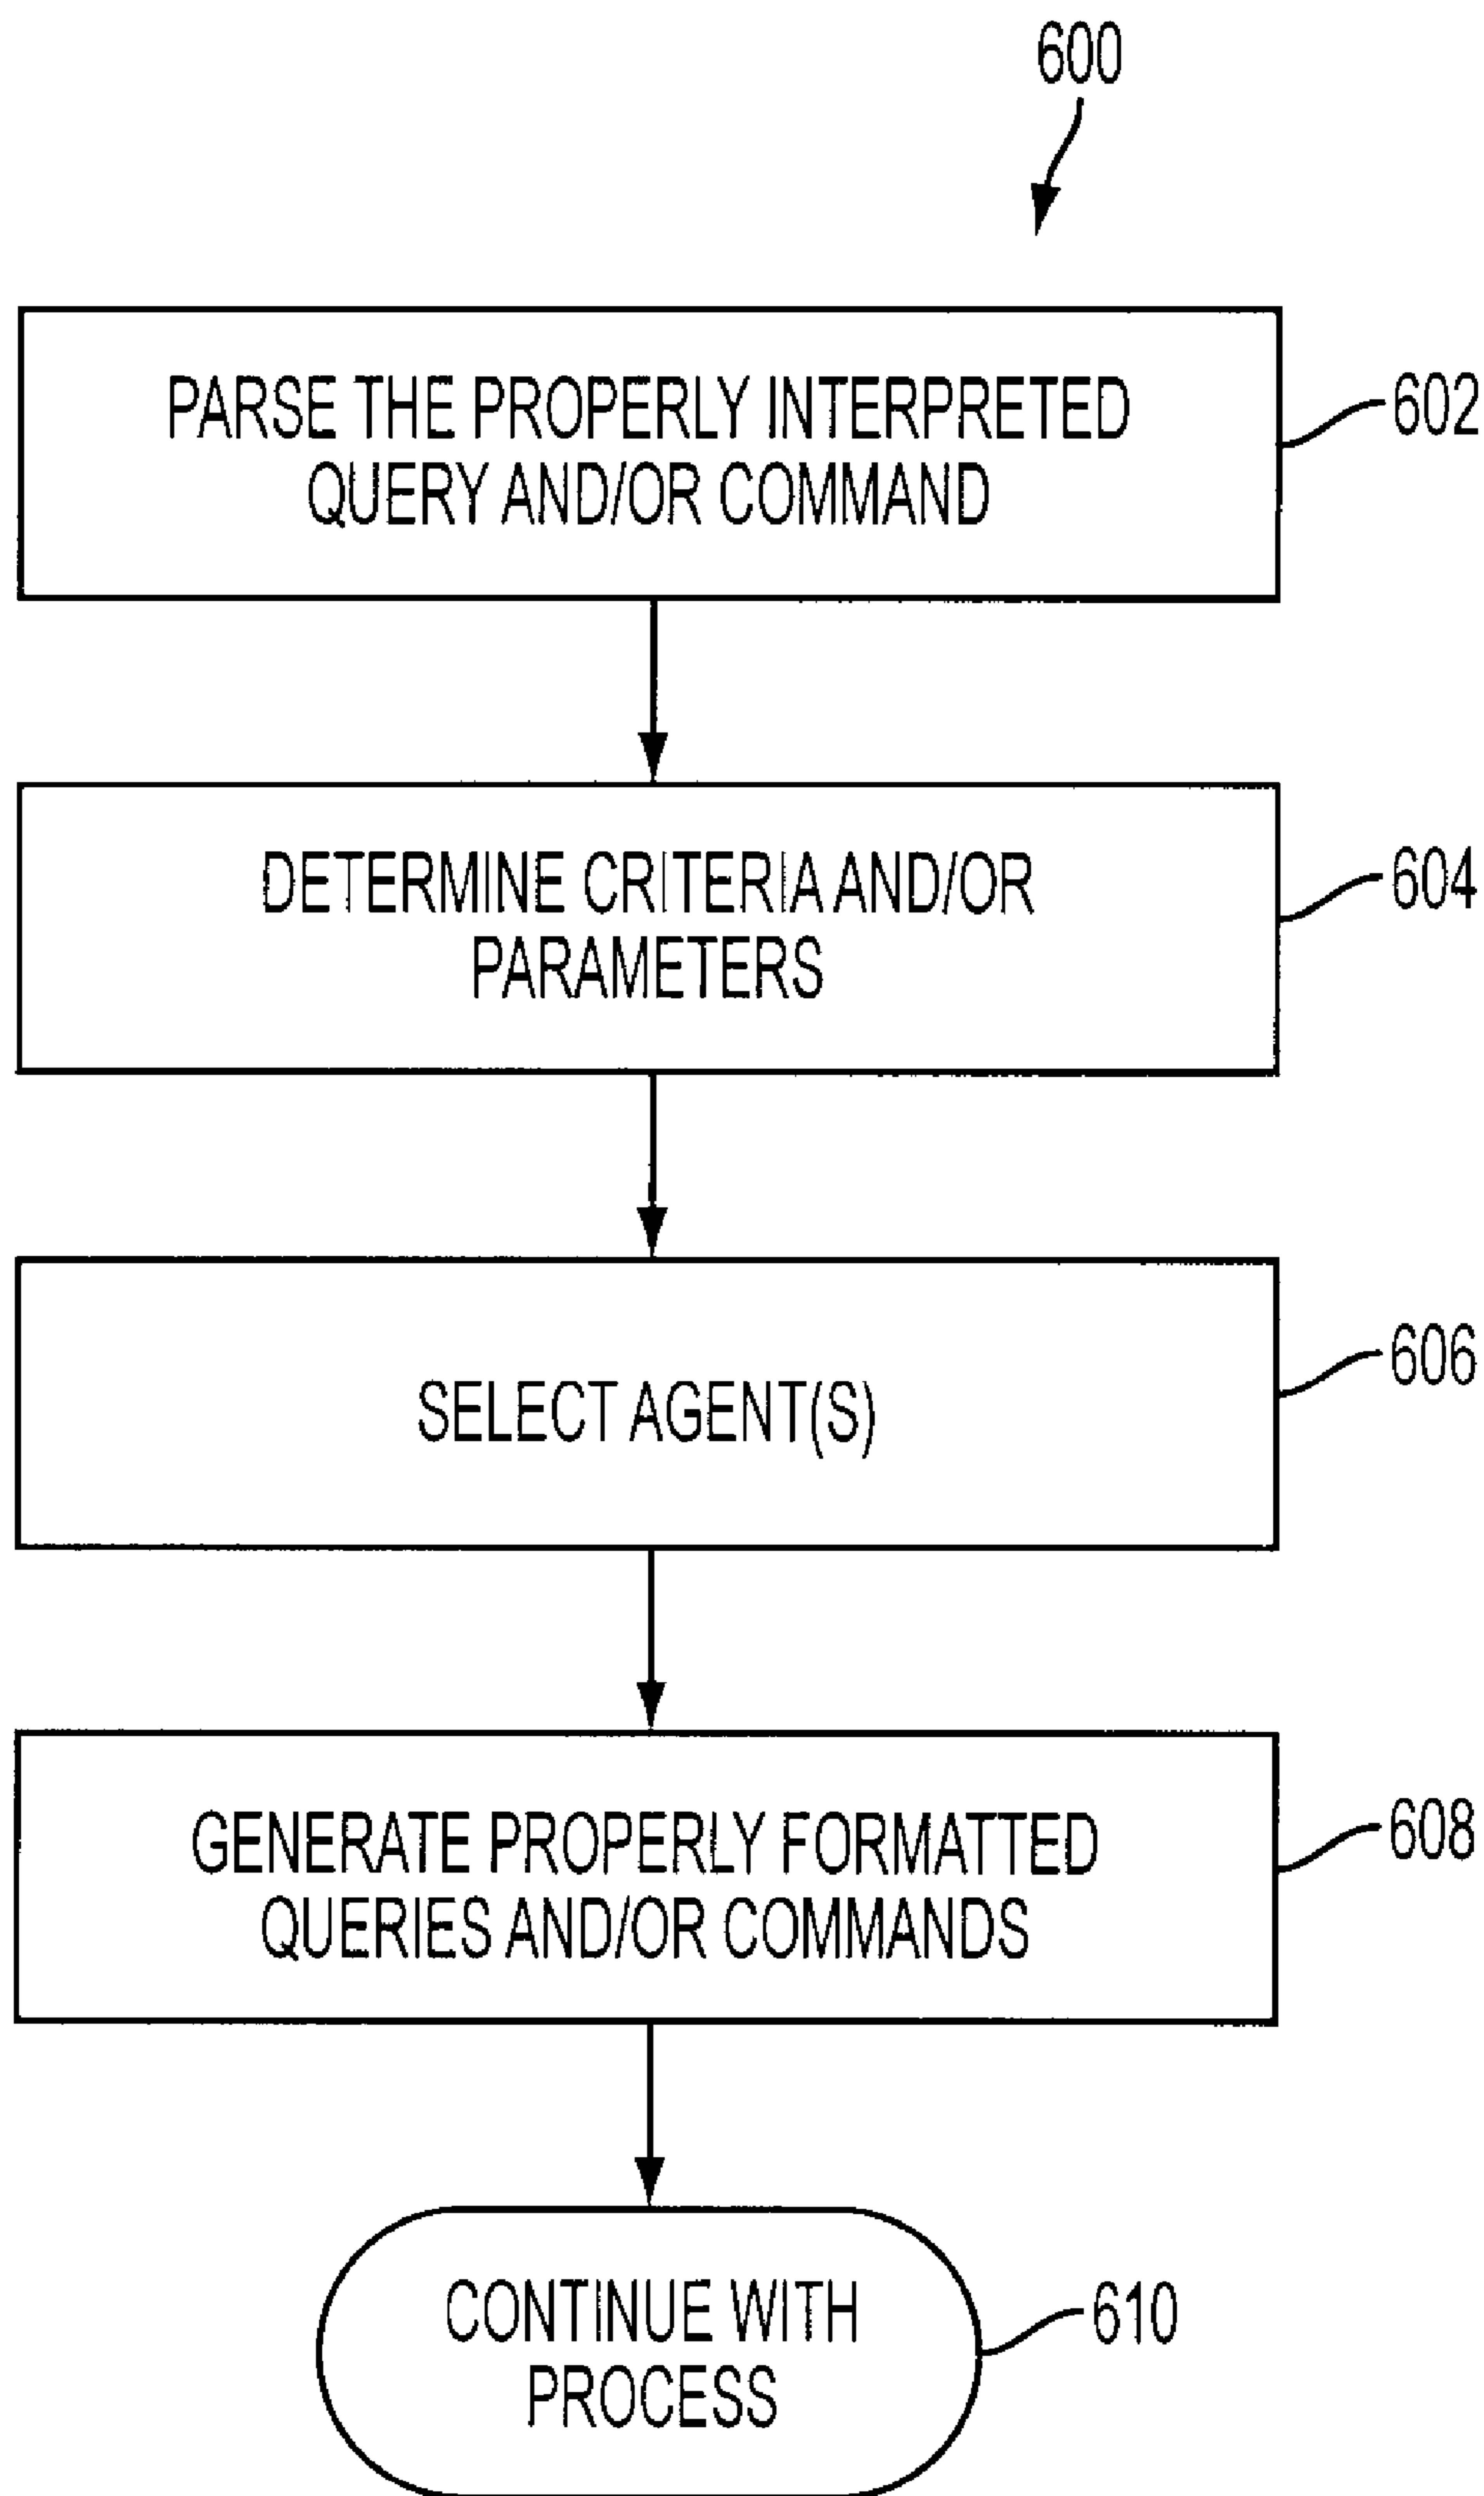 600
PARSE THE PROPERLY INTERPRETED
QUERY AND/OR COMMAND
602
DETERMINE CRITERIA AND/OR
PARAMETERS
604
SELECT AGENT(S)
606
GENERATE PROPERLY FORMATTED
QUERIES AND/OR COMMANDS
608
CONTINUE WITH
PROCESS
610